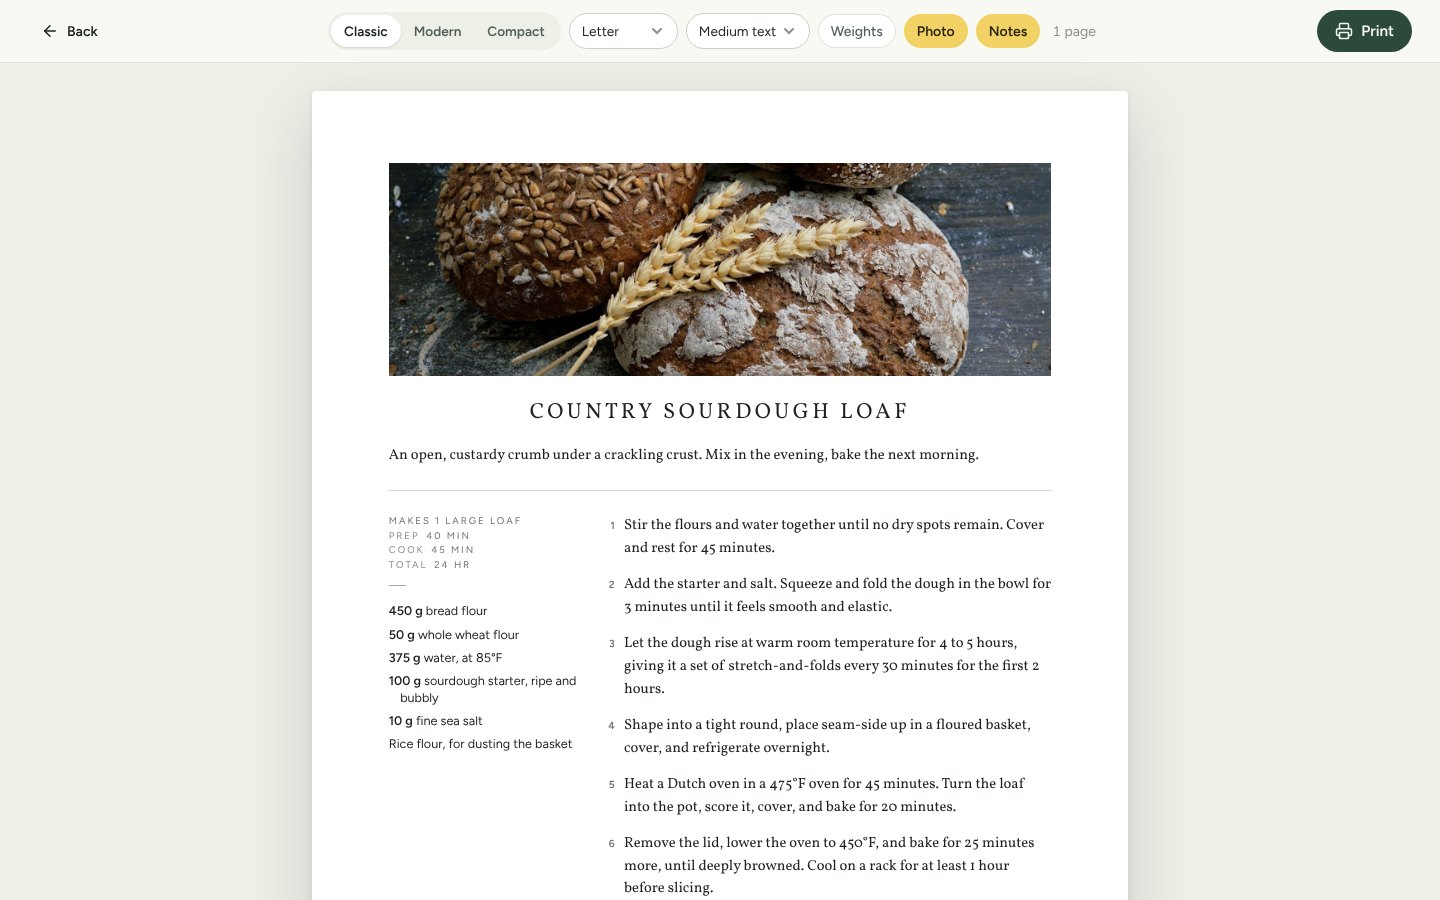 Back
Classic Modern Compact Letter Medium text Weights Photo Notes 1 page
Print
COUNTRY SOURDOUGH LOAF
An open, custardy crumb under a crackling crust. Mix in the evening, bake the next morning.
MAKES 1 LARGE LOAF
PREP 40 MIN
COOK 45 MIN
TOTAL 24 HR
450 g bread flour
50 g whole wheat flour
375 g water, at 85°F
100 g sourdough starter, ripe and
bubbly
10 g fine sea salt
Rice flour, for dusting the basket
1 Stir the flours and water together until no dry spots remain. Cover
and rest for 45 minutes.
2 Add the starter and salt. Squeeze and fold the dough in the bowl for
3 minutes until it feels smooth and elastic.
3 Let the dough rise at warm room temperature for 4 to 5 hours,
giving it a set of stretch-and-folds every 30 minutes for the first 2
hours.
4 Shape into a tight round, place seam-side up in a floured basket,
cover, and refrigerate overnight.
5 Heat a Dutch oven in a 475°F oven for 45 minutes. Turn the loaf
into the pot, score it, cover, and bake for 20 minutes.
6 Remove the lid, lower the oven to 450°F, and bake for 25 minutes
more, until deeply browned. Cool on a rack for at least 1 hour
before slicing.